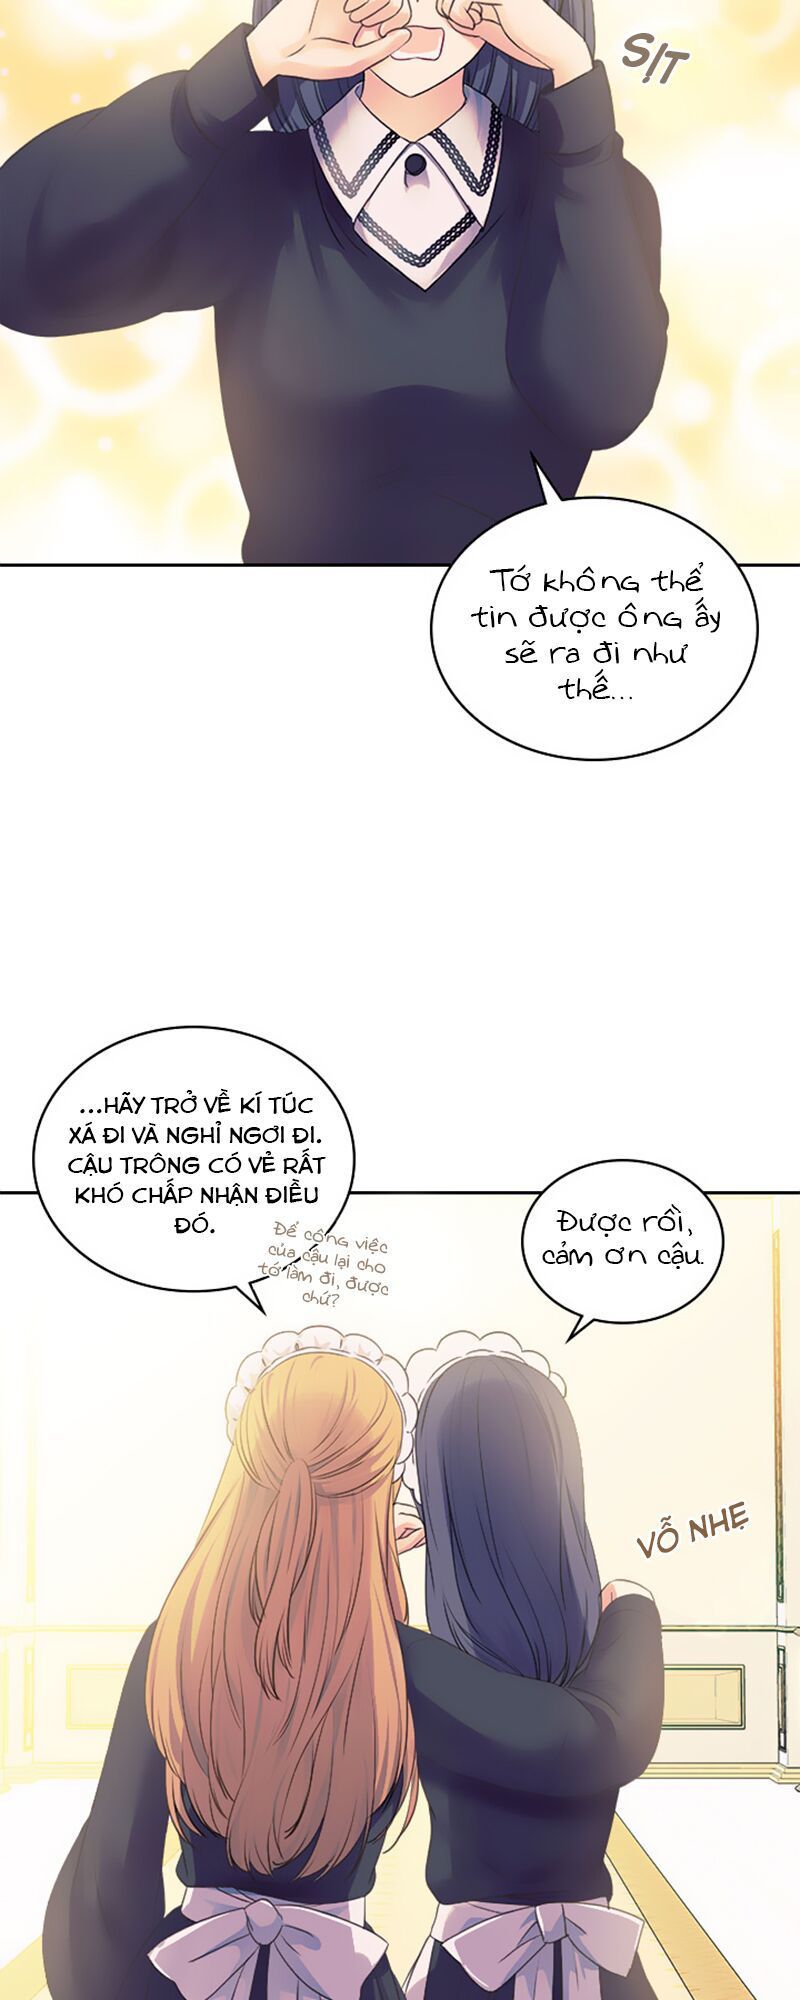 SỊT
Tớ không thể
tin được ông ấy
sẽ ra đi như
thế...
...HÃY TRỞ VỀ KÍ TÚC
XÁ ĐI VÀ NGHỈ NGƠI ĐI.
CẬU TRÔNG CÓ VẺ RẤT
KHÓ CHẤP NHẬN ĐIỀU
ĐÓ.
Để công việc
của cậu lại cho
tớ làm đi, được
chứ?
Được rồi,
cảm ơn cậu.
VỖ NHẸ